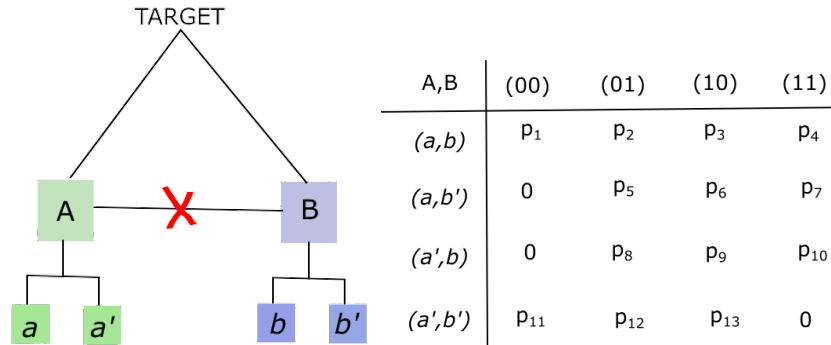 TARGET
A
X
B
a a' b b'
A,B (00) (01) (10) (11)
(a,b) p₁ p₂ p₃ p₄
(a,b') 0 p₅ p₆ p₇
(a',b) 0 p₈ p₉ p₁₀
(a',b') p₁₁ p₁₂ p₁₃ 0